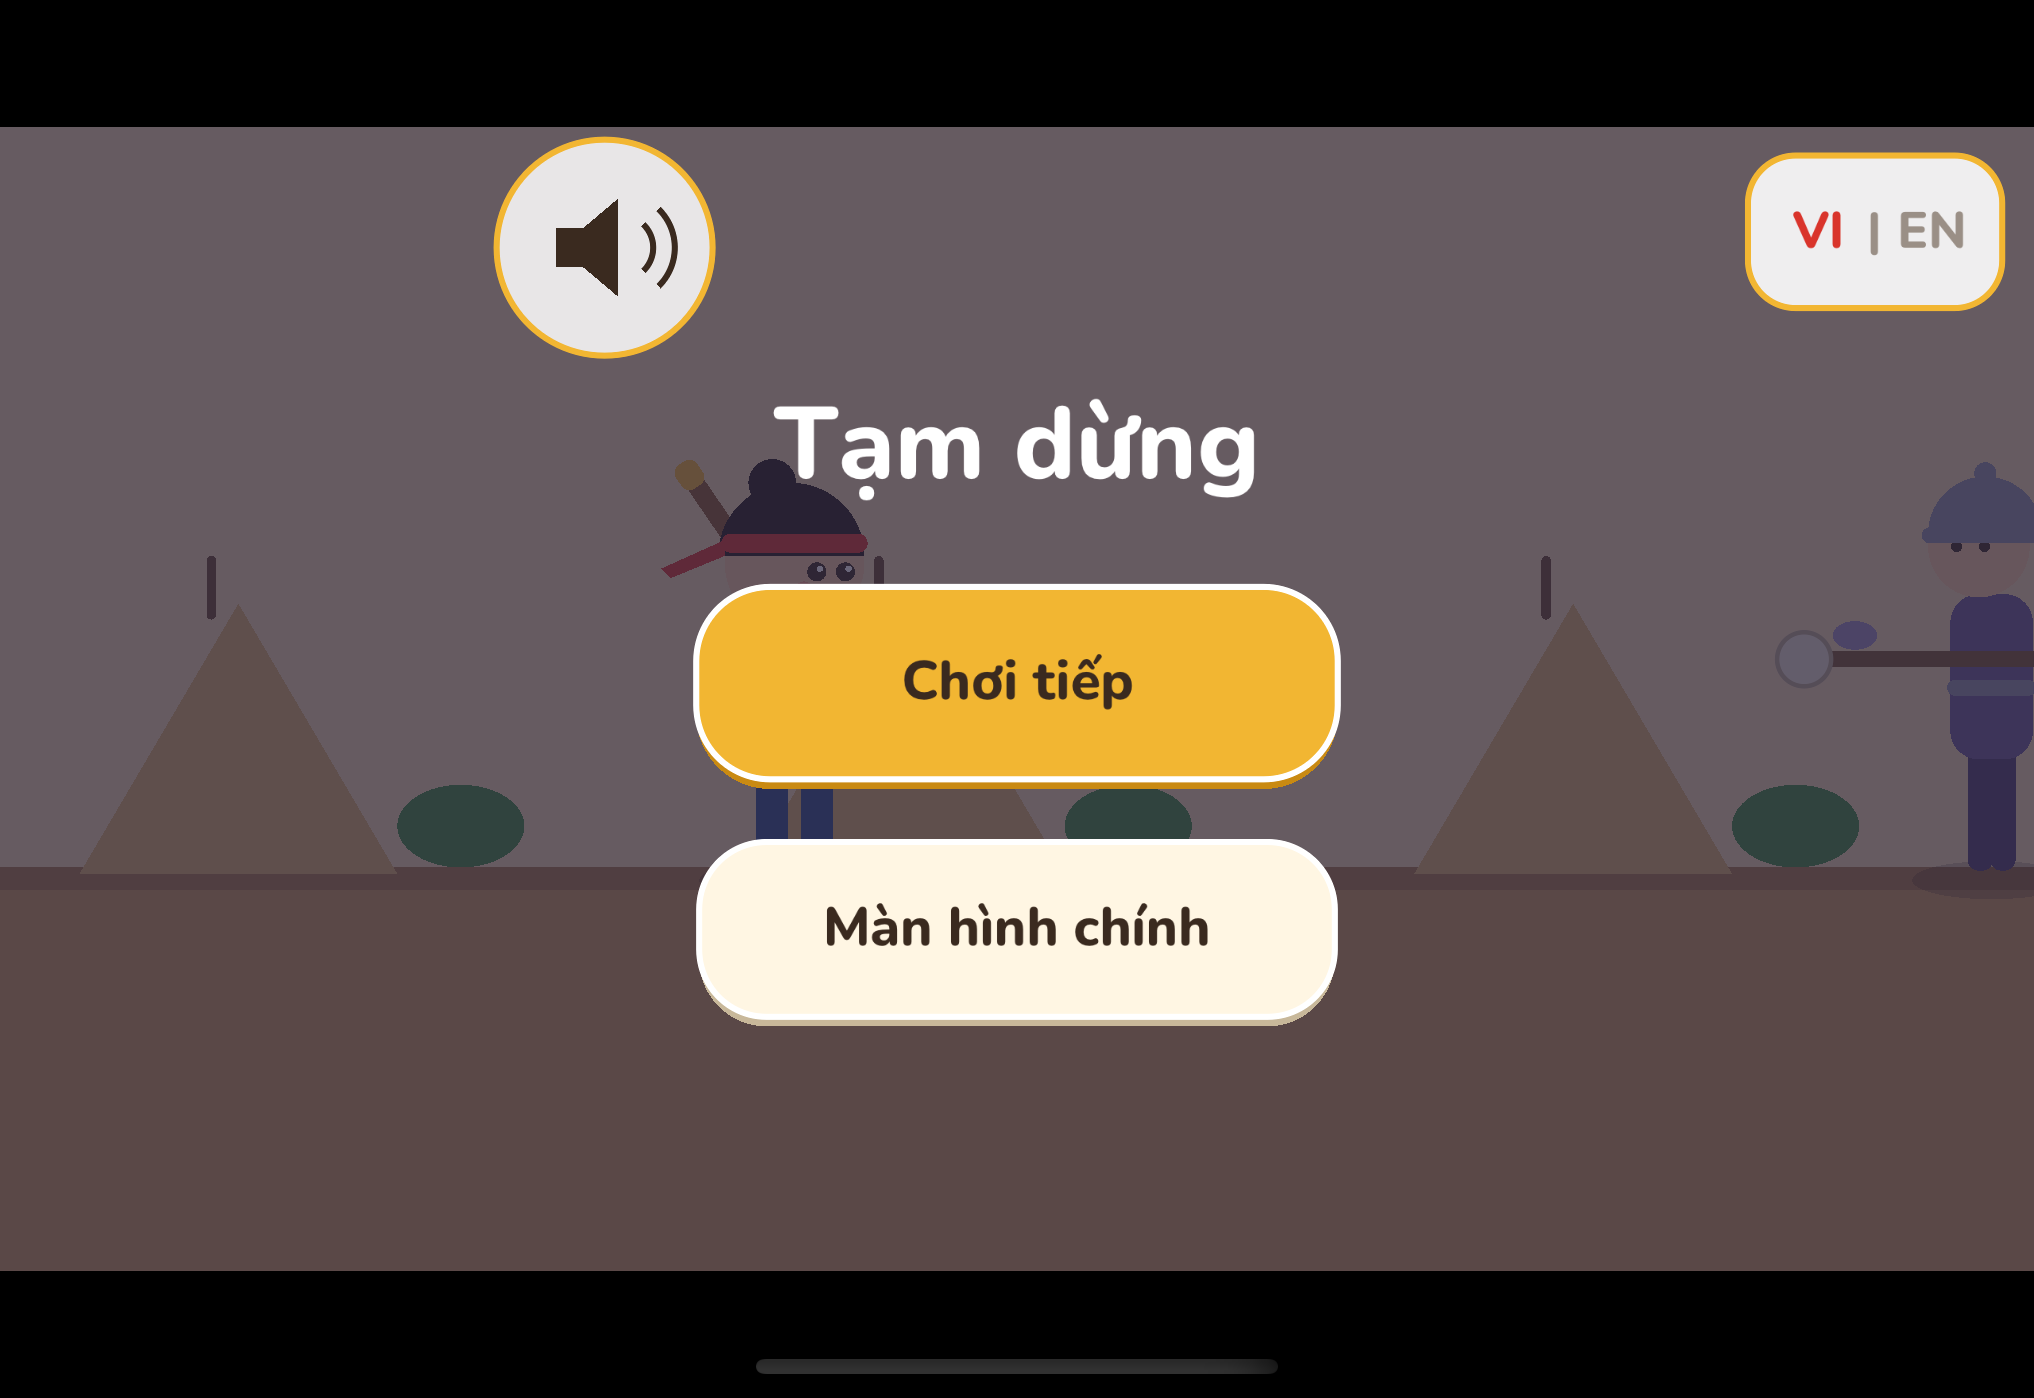 VI | EN
Tạm dừng
Chơi tiếp
Màn hình chính